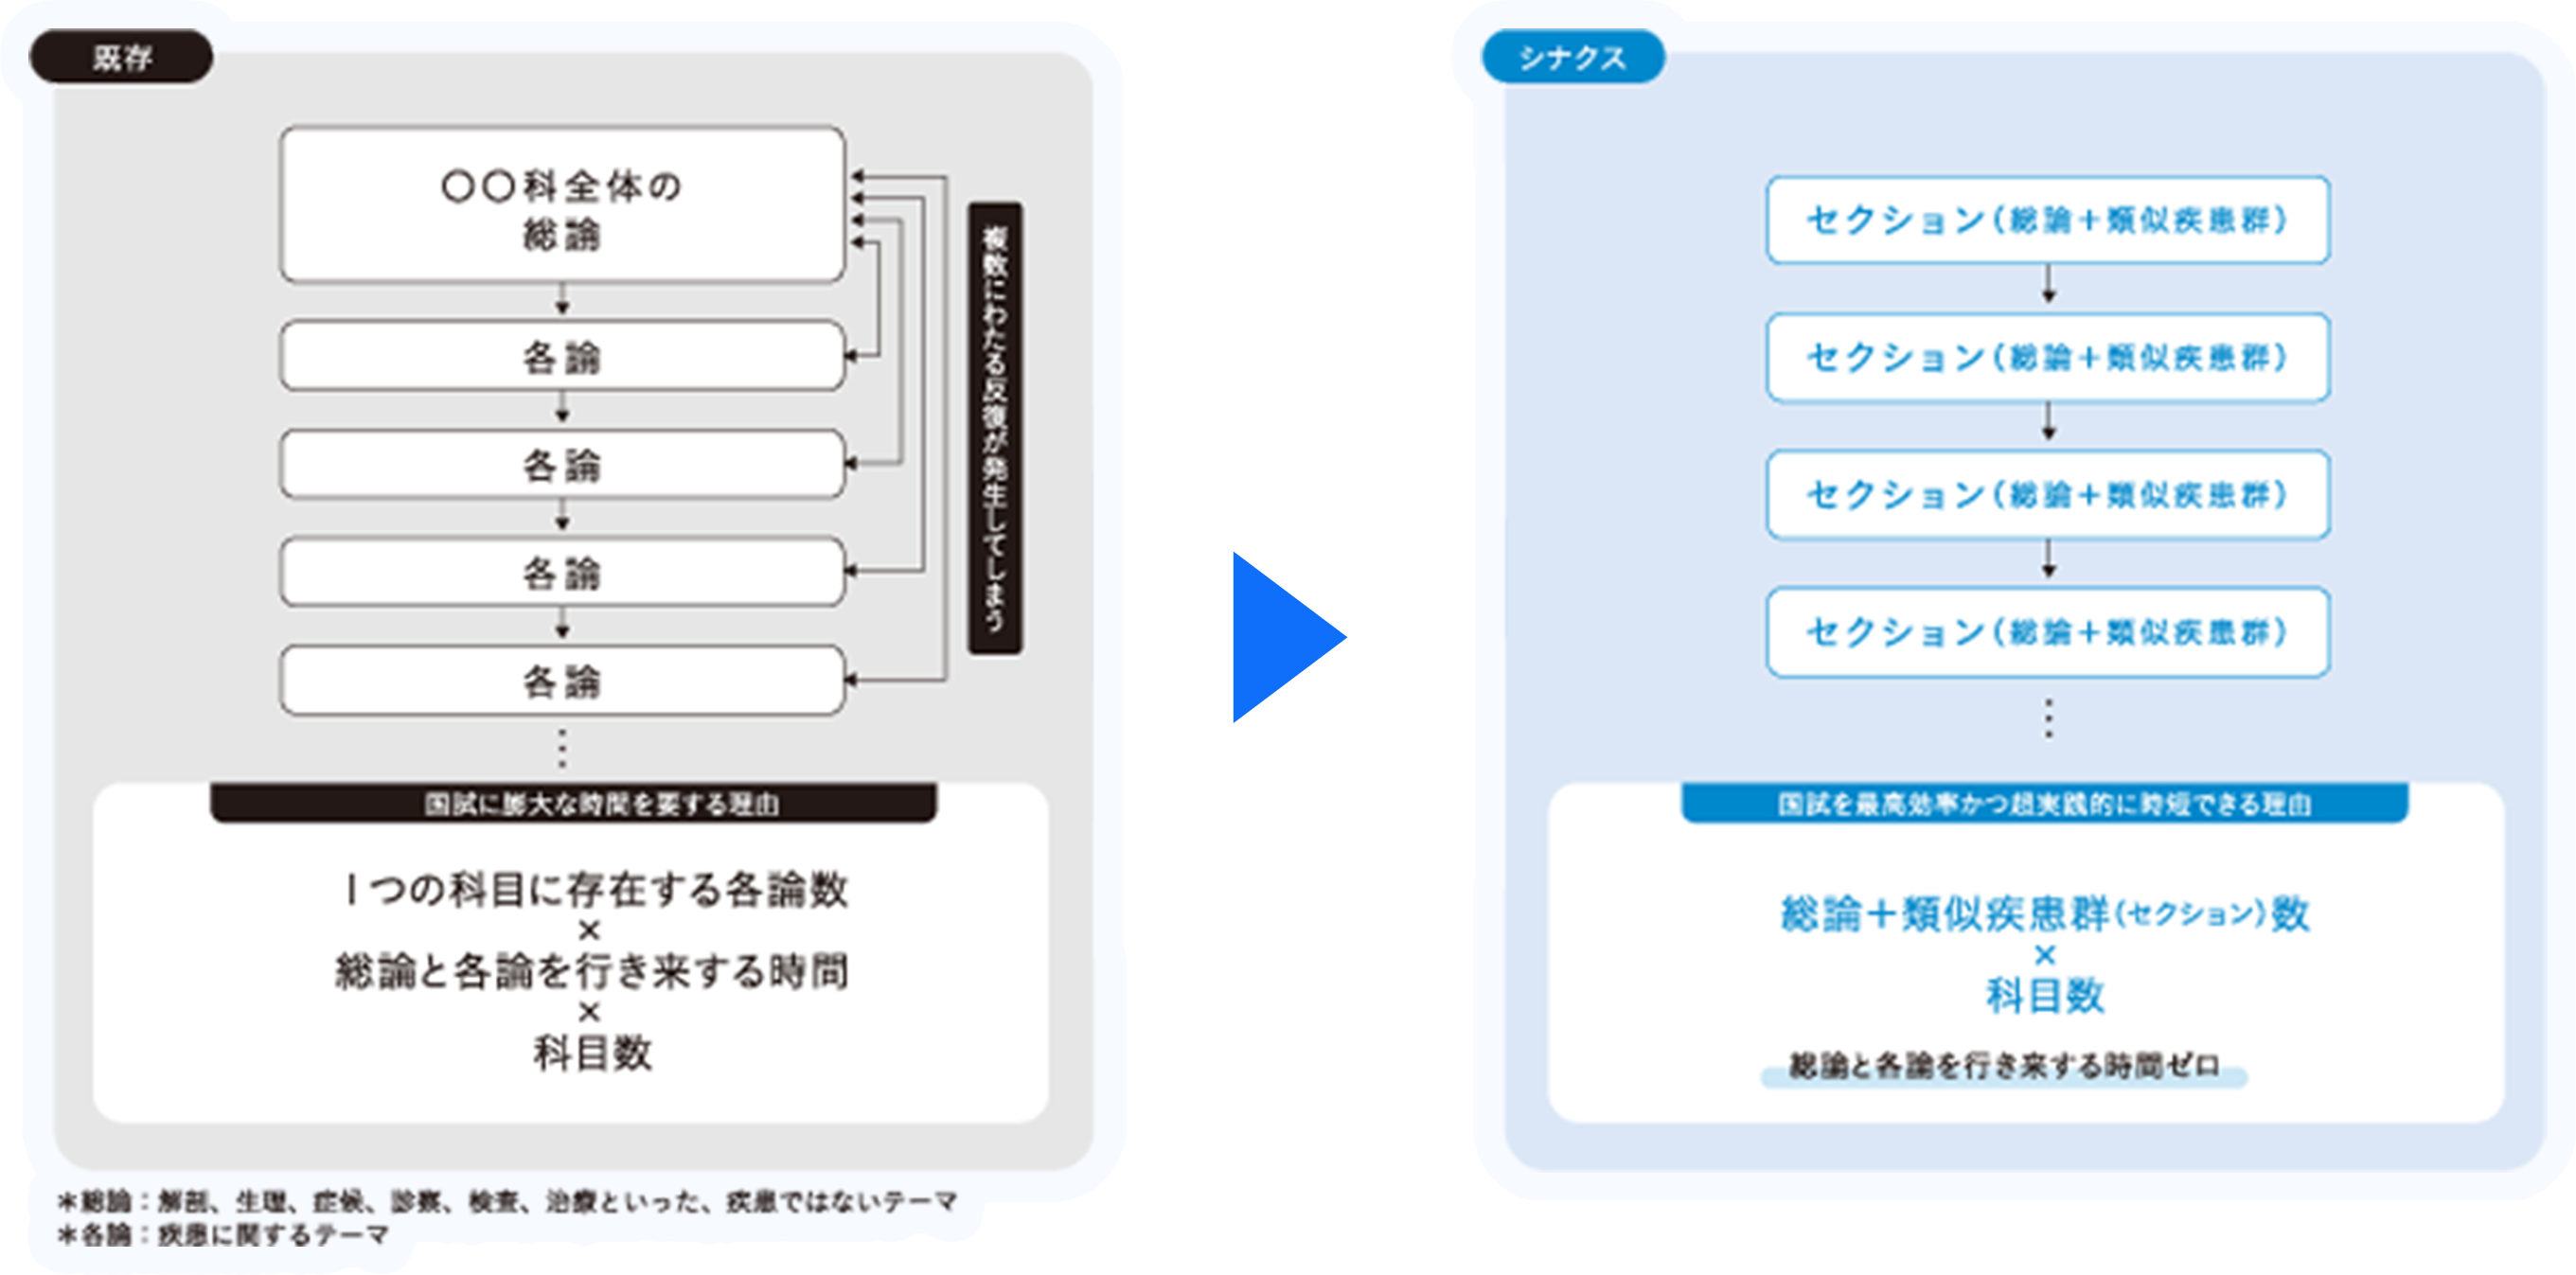 既存
〇〇科全体の
総論
各論
各論
各論
各論
複数にわたる反復が発生してしまう
国試に膨大な時間を要する理由
1つの科目に存在する各論数
×
総論と各論を行き来する時間
×
科目数
*総論:解剖、生理、症候、診察、検査、治療といった、疾患ではないテーマ
*各論:疾患に関するテーマ
シナクス
セクション(総論+類似疾患群)
セクション(総論+類似疾患群)
セクション(総論+類似疾患群)
セクション(総論+類似疾患群)
国試を最高効率かつ超実践的に時短できる理由
総論+類似疾患群(セクション)数
×
科目数
総論と各論を行き来する時間ゼロ